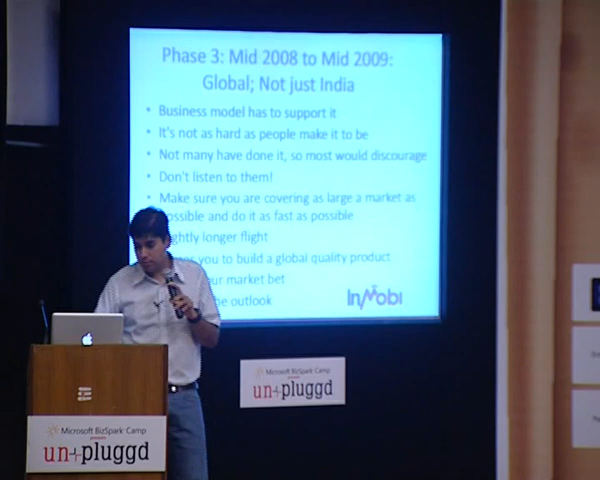 Phase 3: Mid 2008 to Mid 2009:
Global; Not just India
• Business model has to support it
• It's not as hard as people make it to be
• Not many have done it, so most would discourage
• Don't listen to them!
• Make sure you are covering as large a market as
possible and do it as fast as possible
longer flight
you to build a global quality product
market bet
outlook
InMobi
Microsoft BizSpark Camp
un-pluggd
Microsoft BizSpark Camp
un-pluggd